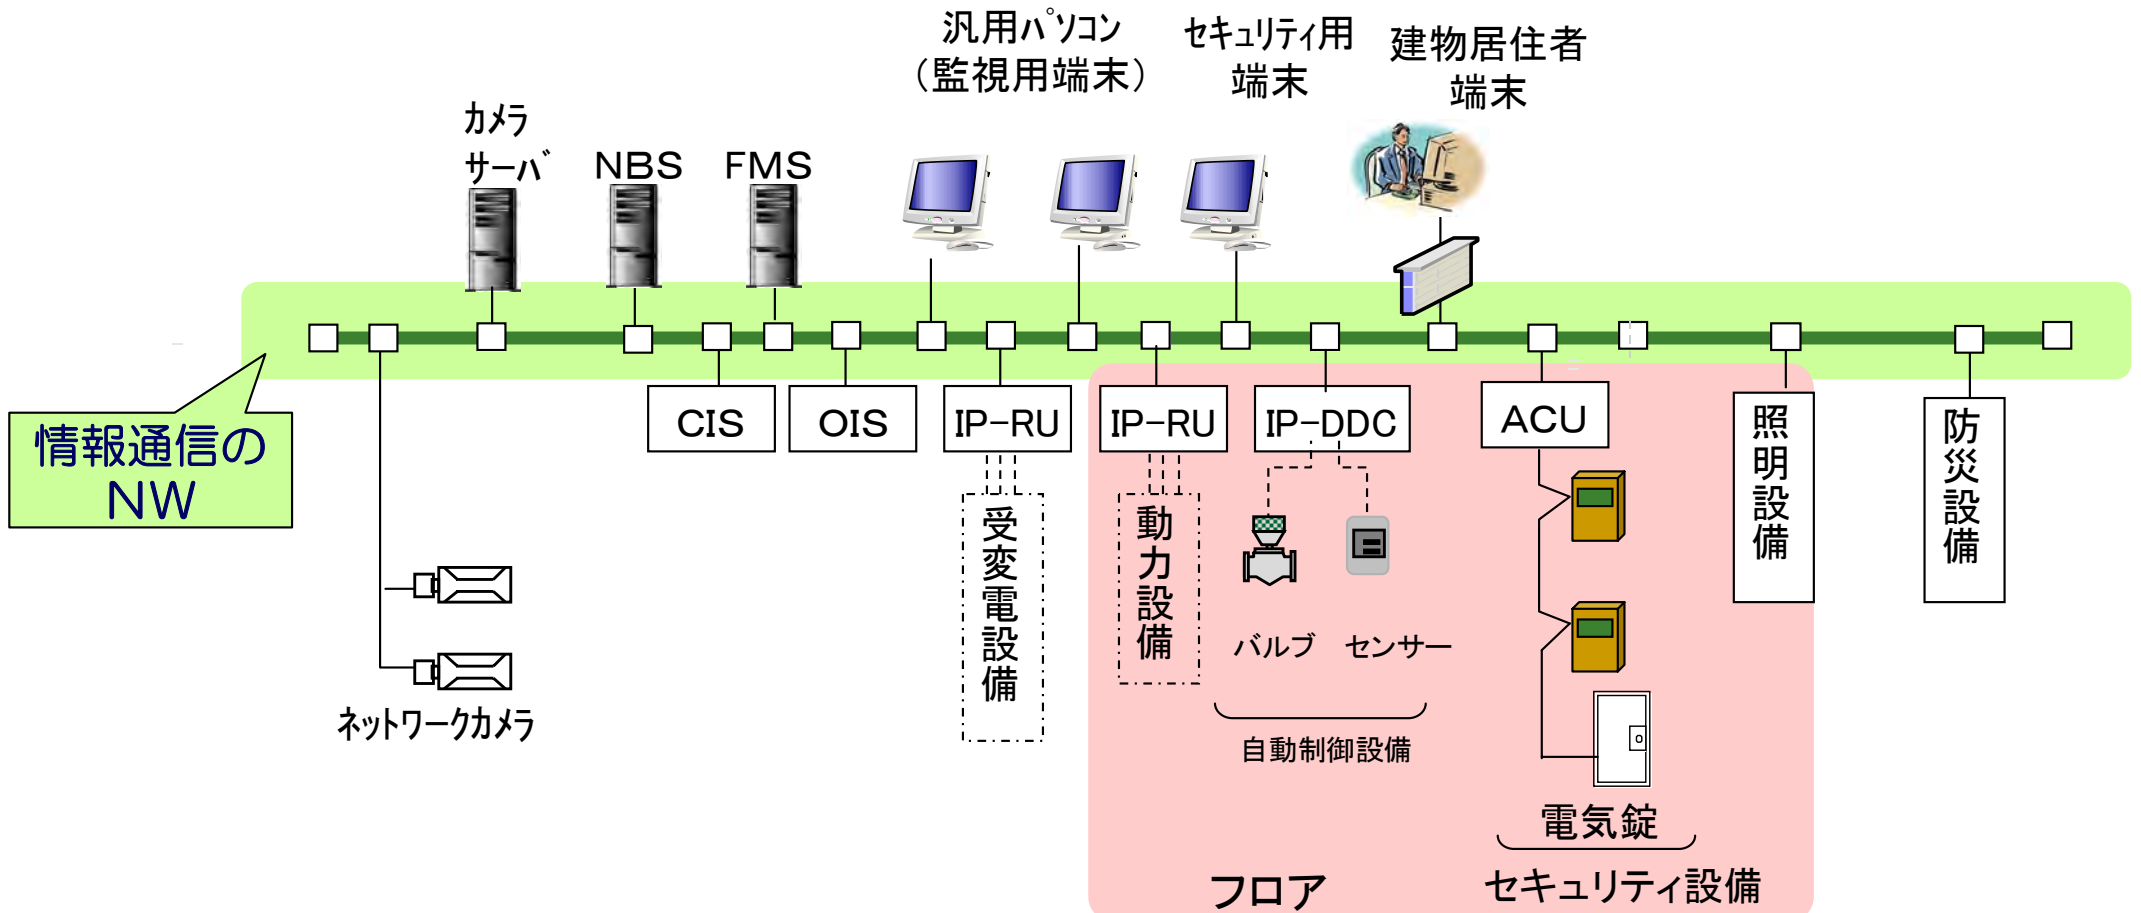 汎用パソコン
（監視用端末）
セキュリティ用
端末
建物居住者
端末
カメラ
サーバ
NBS
FMS
CIS
OIS
IP-RU
IP-RU
IP-DDC
ACU
情報通信の
NW
受変電設備
動力設備
照明設備
防災設備
バルブ
センサー
ネットワークカメラ
自動制御設備
電気錠
フロア
セキュリティ設備